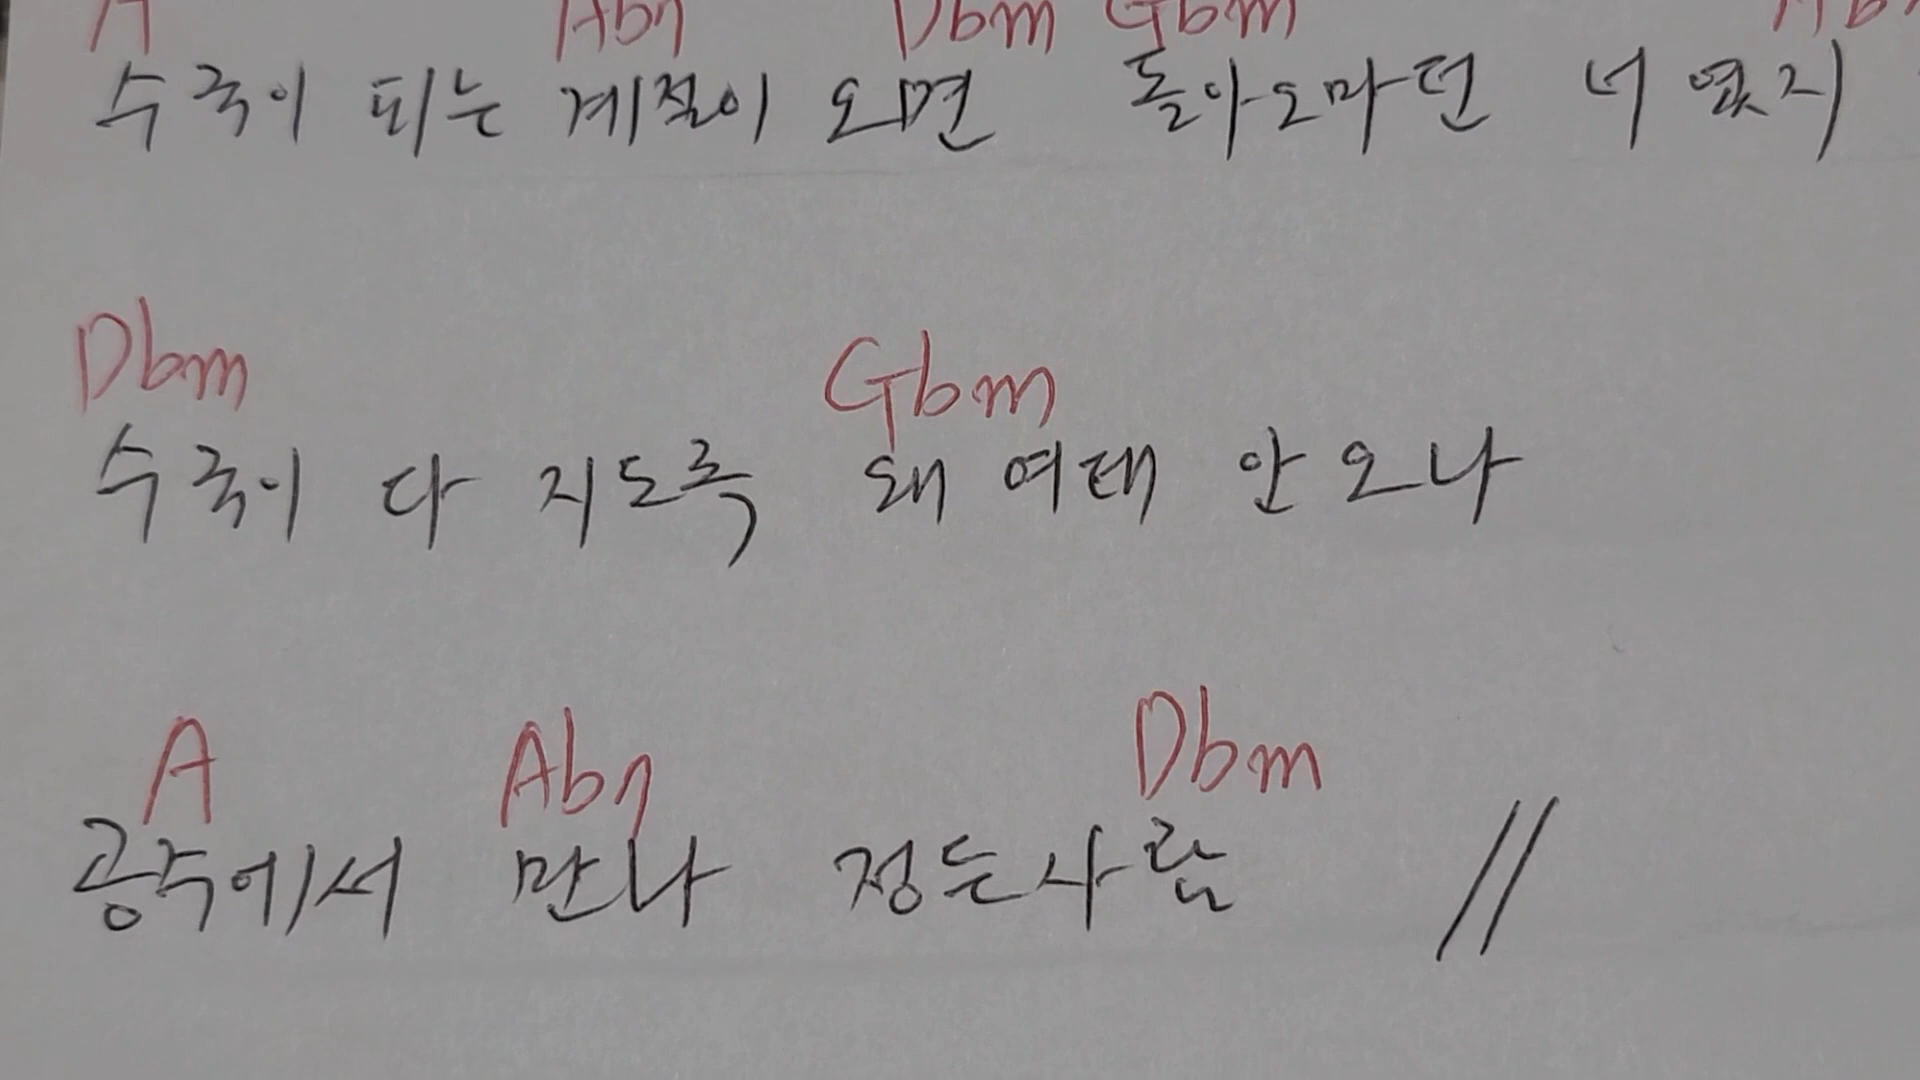 A Ab7 Dbm Gbm
수국이 피는 계절이 오면 돌아오마던 너 였지
Dbm Gbm
수국이 다 지도록 왜 여태 안 오나
A Ab7 Dbm
공주에서 만나 정든사람 //